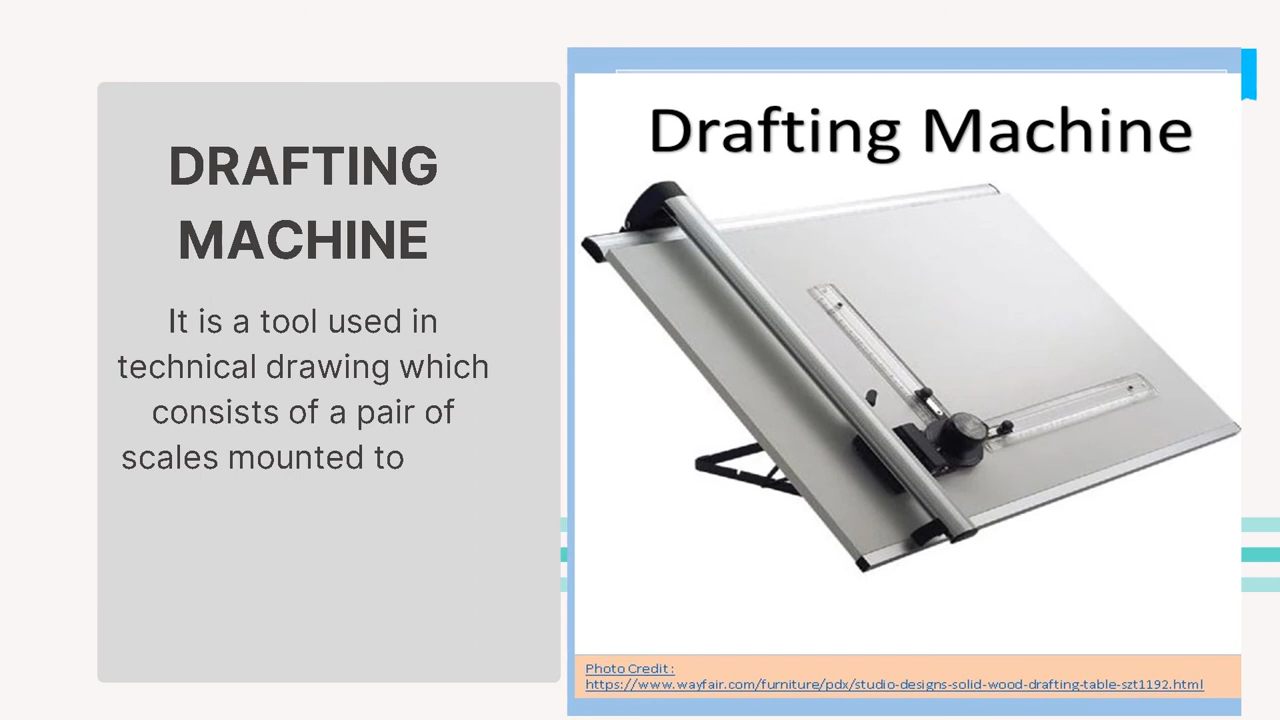 DRAFTING
MACHINE
It is a tool used in
technical drawing which
consists of a pair of
scales mounted to
Drafting Machine
Photo Credit :
https://www.wayfair.com/furniture/pdx/studio-designs-solid-wood-drafting-table-szt1192.html